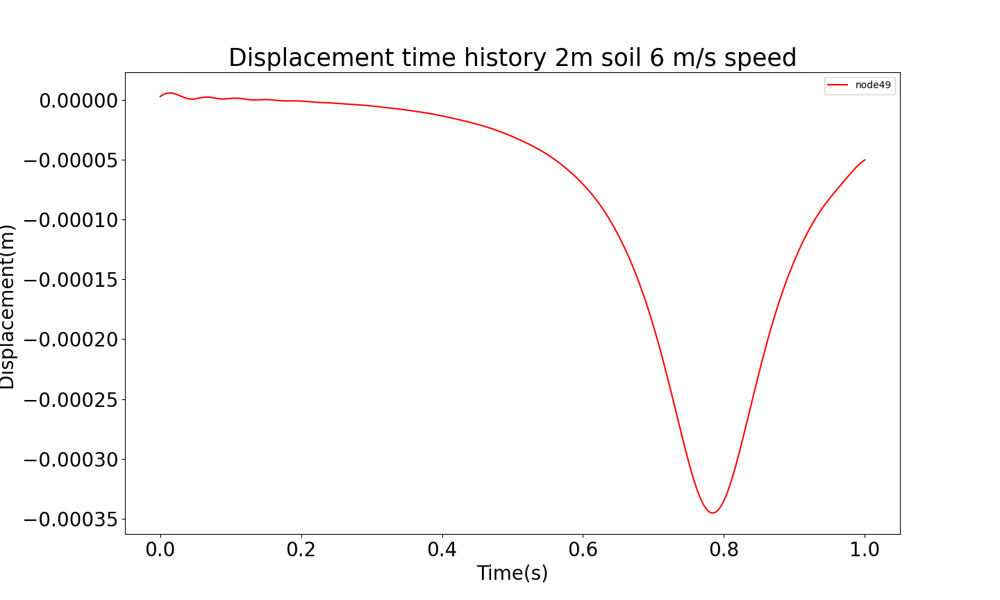 Displacement time history 2m soil 6 m/s speed
node49
0.00000
−0.00005
−0.00010
−0.00015
−0.00020
−0.00025
−0.00030
−0.00035
Displacement(m)
0.0 0.2 0.4 0.6 0.8 1.0
Time(s)